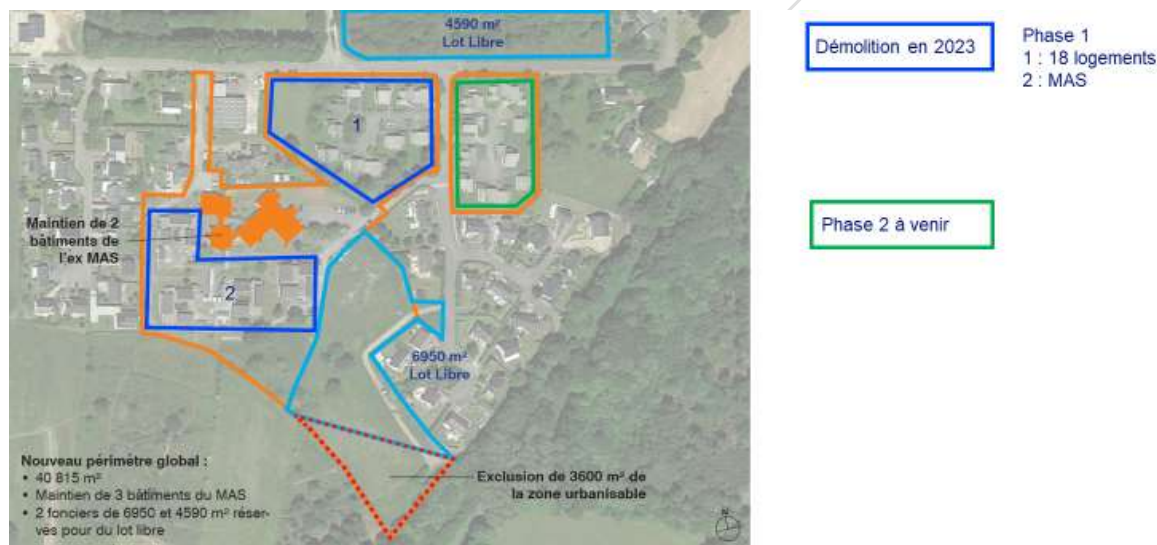 4590 m²
Lot Libre
Démolition en 2023
Phase 1
1 : 18 logements
2 : MAS
1
Maintien de 2
bâtiments de
l'ex MAS
Phase 2 à venir
2
6950 m²
Lot Libre
Nouveau périmètre global :
• 40 815 m²
• Maintien de 3 bâtiments du MAS
• 2 fonciers de 6950 et 4590 m² réser-
vés pour du lot libre
Exclusion de 3600 m² de
la zone urbanisable
N